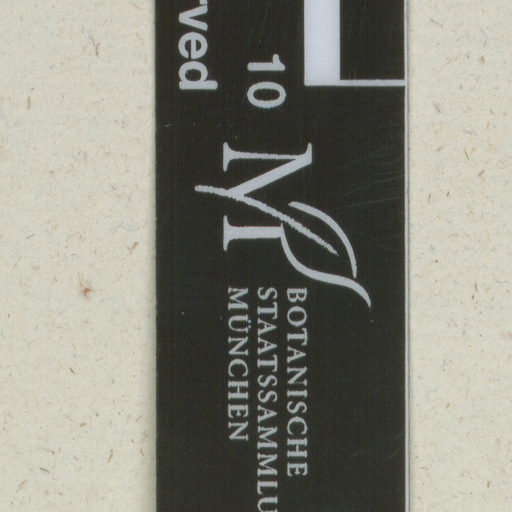 rved
10
M
BOTANISCHE
STAATSSAMMLU
MÜNCHEN